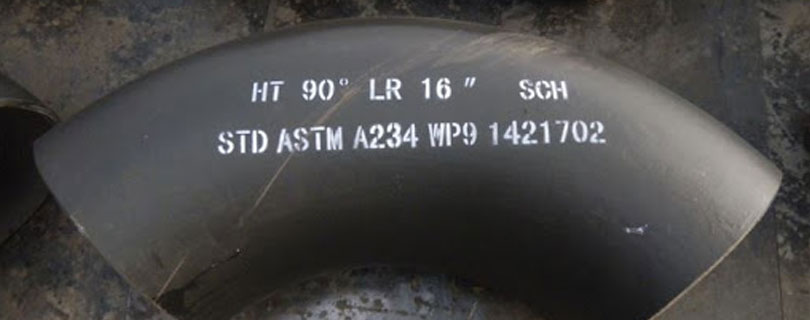 HT 90° LR 16" SCH
STD ASTM A234 WP9 1421702